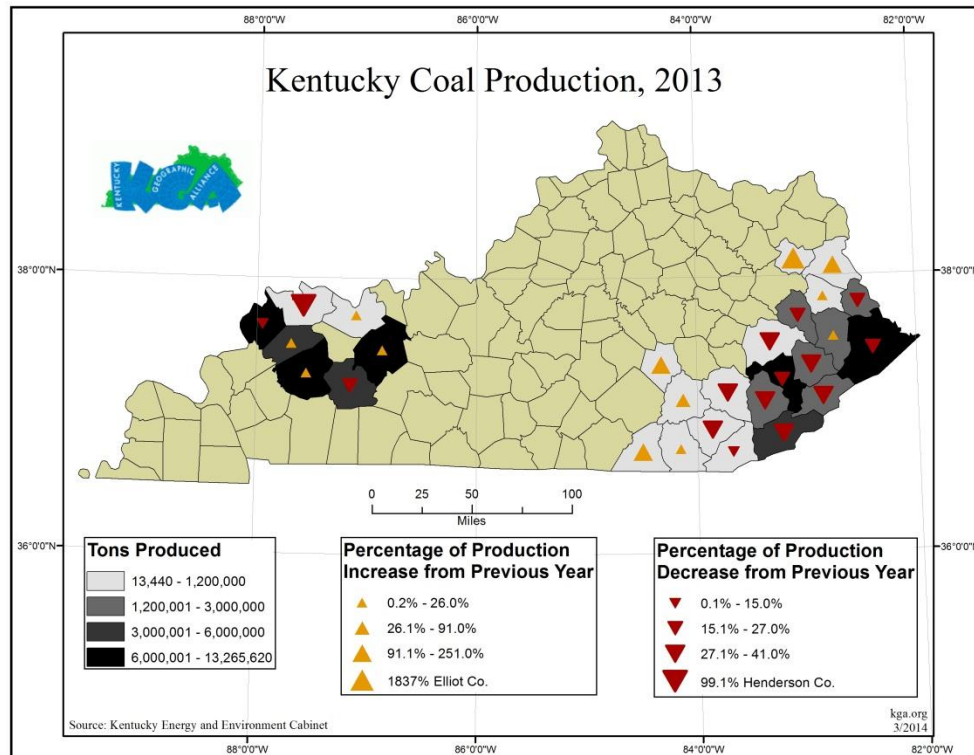 88°0'0"W 86°0'0"W 84°0'0"W 82°0'0"W
Kentucky Coal Production, 2013
KENTUCKY
GEOGRAPHIC
ALLIANCE
KGA
38°0'0"N 38°0'0"N
0 25 50 100
Miles
36°0'0"N 36°0'0"N
Tons Produced
13,440 - 1,200,000
1,200,001 - 3,000,000
3,000,001 - 6,000,000
6,000,001 - 13,265,620
Percentage of Production
Increase from Previous Year
0.2% - 26.0%
26.1% - 91.0%
91.1% - 251.0%
1837% Elliot Co.
Percentage of Production
Decrease from Previous Year
0.1% - 15.0%
15.1% - 27.0%
27.1% - 41.0%
99.1% Henderson Co.
Source: Kentucky Energy and Environment Cabinet
kga.org
3/2014
88°0'0"W 86°0'0"W 84°0'0"W 82°0'0"W